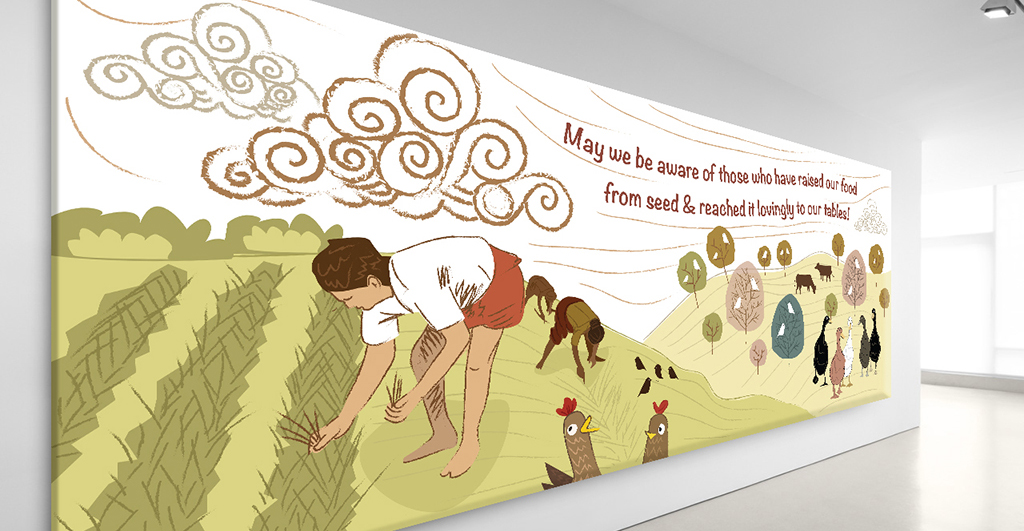 May we be aware of those who have raised our food
from seed & reached it lovingly to our tables!